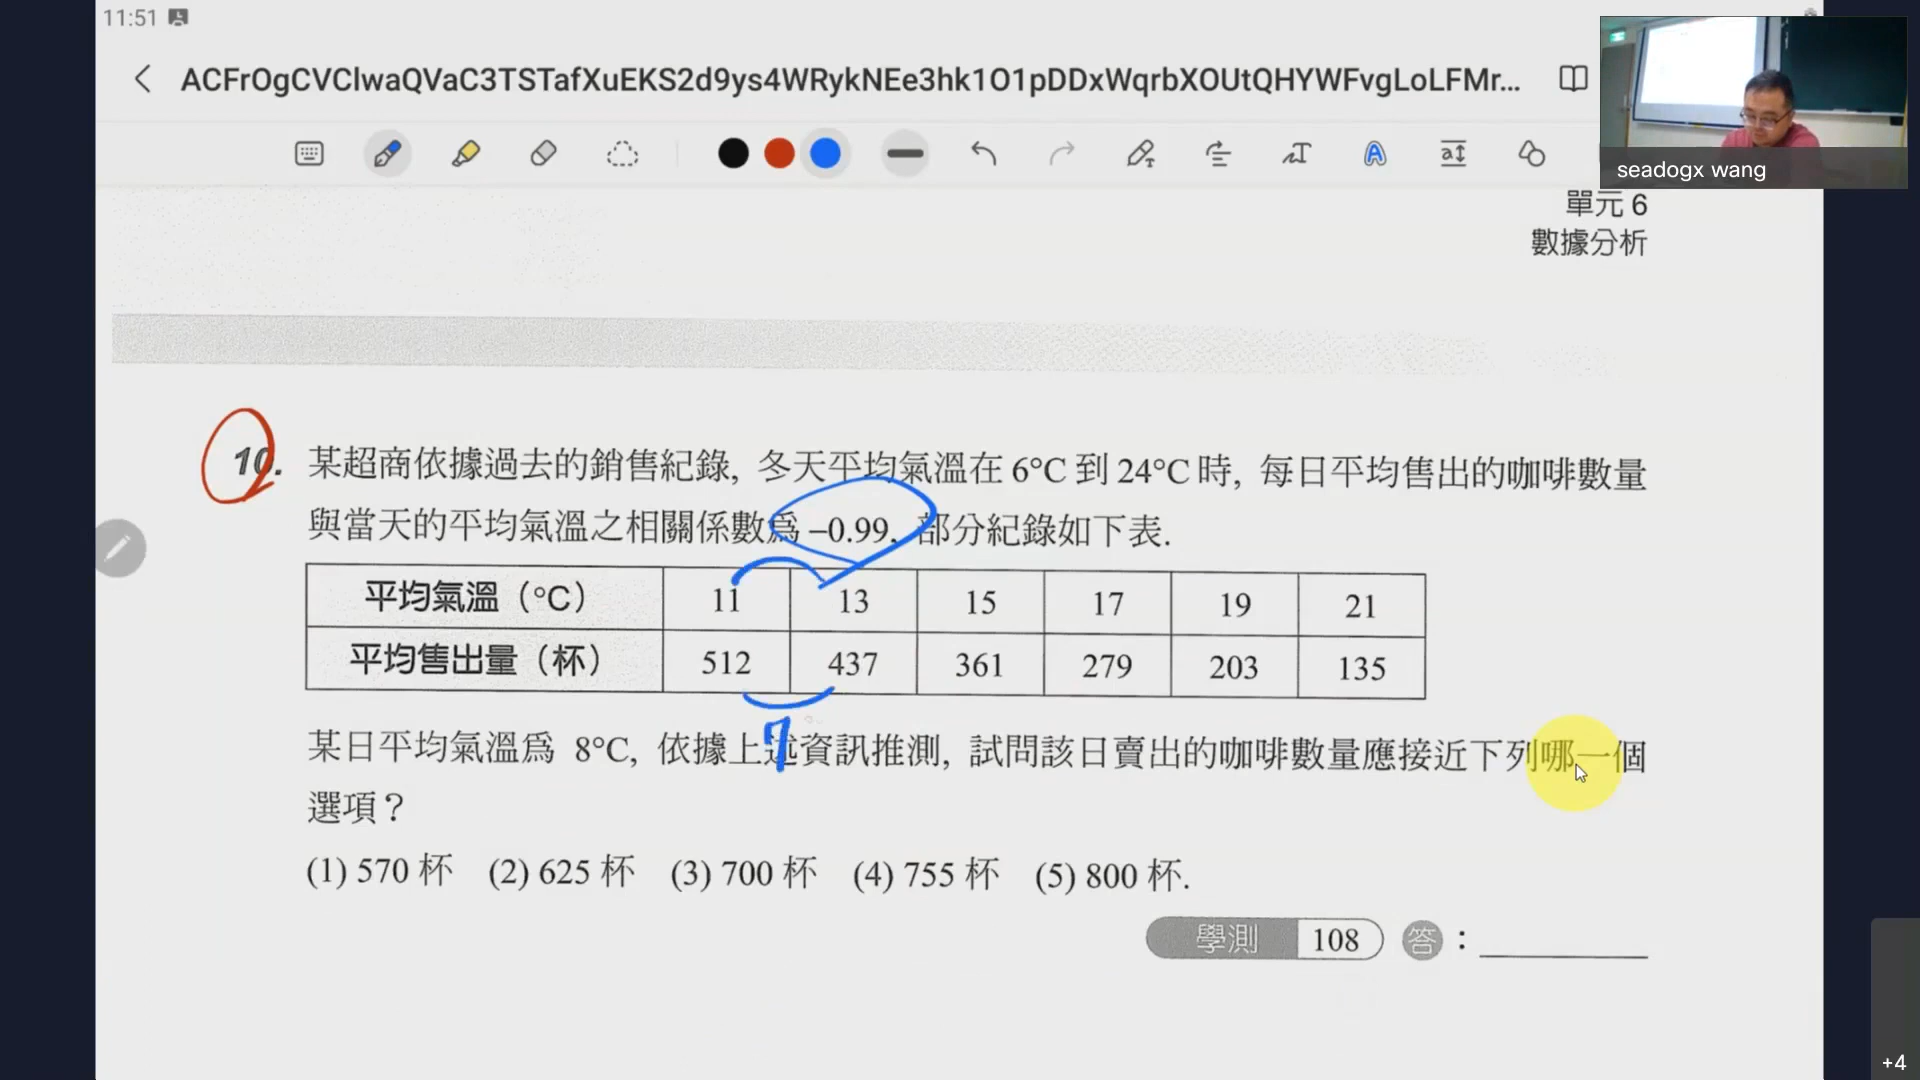 11:51
ACFrOgCVClwaQVaC3TSTafXuEKS2d9ys4WRykNEe3hk1O1pDDxWqrbXOUtQHYWFvgLoLFMr...
seadogx wang
單元 6
數據分析
10. 某超商依據過去的銷售紀錄, 冬天平均氣溫在 6°C 到 24°C 時, 每日平均售出的咖啡數量
與當天的平均氣溫之相關係數為 –0.99, 部分紀錄如下表.
平均氣溫（°C） 11 13 15 17 19 21
平均售出量（杯） 512 437 361 279 203 135
7
某日平均氣溫為 8°C, 依據上述資訊推測, 試問該日賣出的咖啡數量應接近下列哪一個
選項？
(1) 570 杯 (2) 625 杯 (3) 700 杯 (4) 755 杯 (5) 800 杯.
學測 108 答：
+4